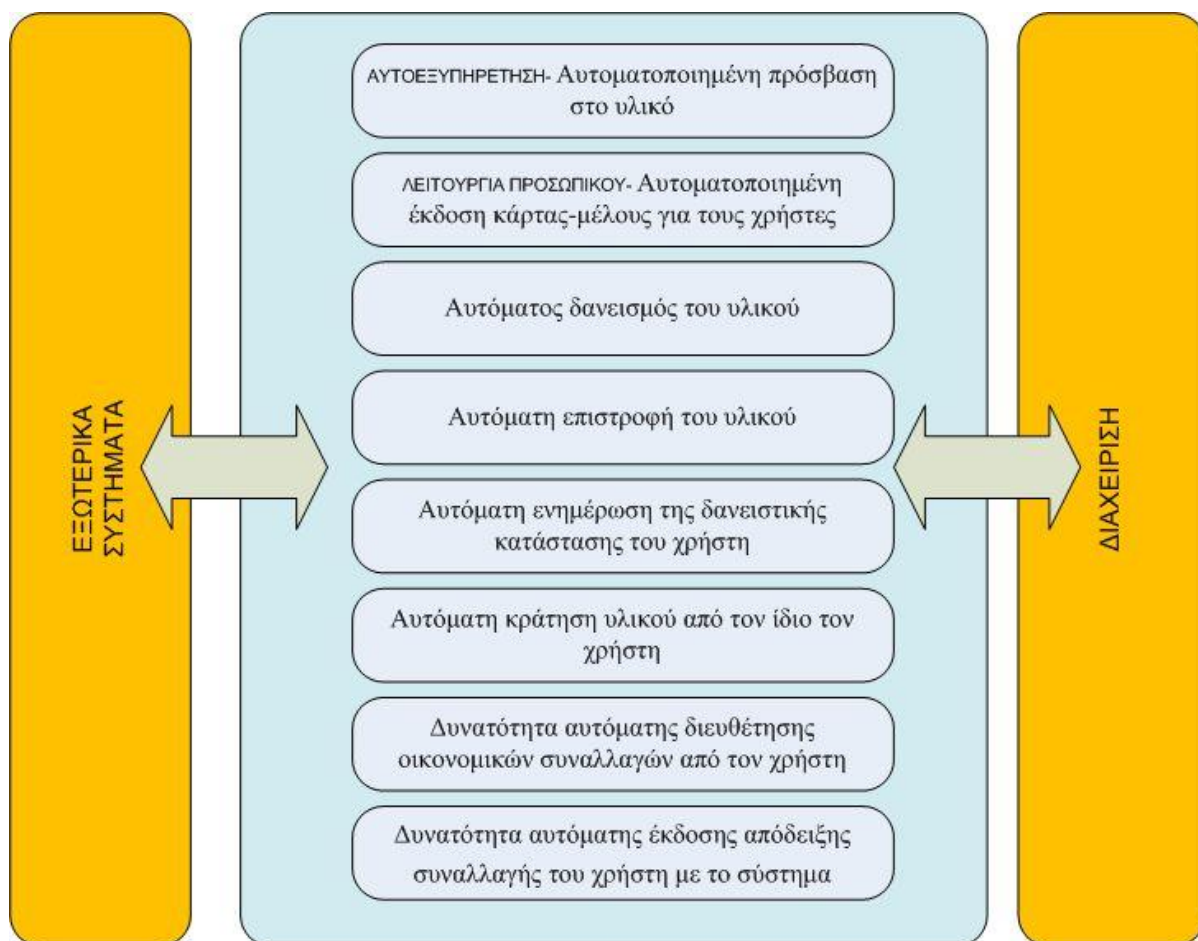 ΕΞΩΤΕΡΙΚΑ
ΣΥΣΤΗΜΑΤΑ
ΑΥΤΟΕΞΥΠΗΡΕΤΗΣΗ- Αυτοματοποιημένη πρόσβαση
στο υλικό
ΛΕΙΤΟΥΡΓΙΑ ΠΡΟΣΩΠΙΚΟΥ- Αυτοματοποιημένη
έκδοση κάρτας-μέλους για τους χρήστες
Αυτόματος δανεισμός του υλικού
Αυτόματη επιστροφή του υλικού
Αυτόματη ενημέρωση της δανειστικής
κατάστασης του χρήστη
Αυτόματη κράτηση υλικού από τον ίδιο τον
χρήστη
Δυνατότητα αυτόματης διευθέτησης
οικονομικών συναλλαγών από τον χρήστη
Δυνατότητα αυτόματης έκδοσης απόδειξης
συναλλαγής του χρήστη με το σύστημα
ΔΙΑΧΕΙΡΙΣΗ